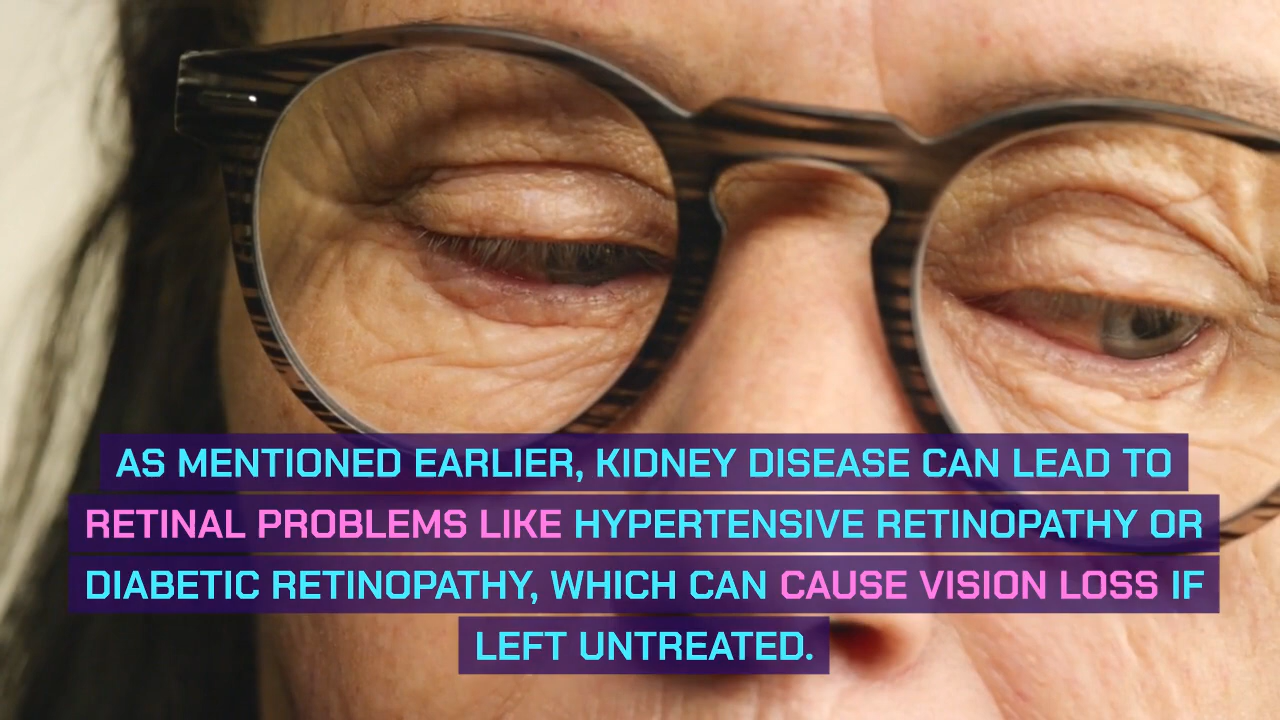 AS MENTIONED EARLIER, KIDNEY DISEASE CAN LEAD TO
RETINAL PROBLEMS LIKE HYPERTENSIVE RETINOPATHY OR
DIABETIC RETINOPATHY, WHICH CAN CAUSE VISION LOSS IF
LEFT UNTREATED.